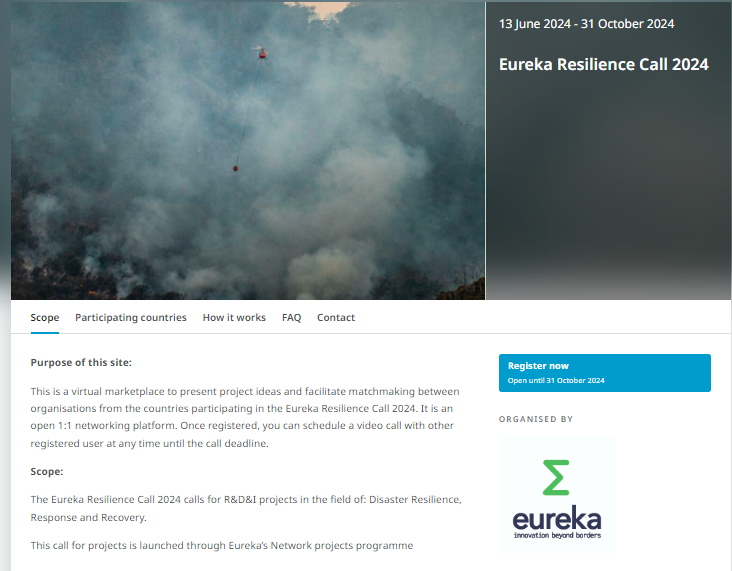 13 June 2024 - 31 October 2024
Eureka Resilience Call 2024
Scope
Participating countries
How it works
FAQ
Contact
Purpose of this site:
This is a virtual marketplace to present project ideas and facilitate matchmaking between
organisations from the countries participating in the Eureka Resilience Call 2024. It is an
open 1:1 networking platform. Once registered, you can schedule a video call with other
registered user at any time until the call deadline.
Scope:
The Eureka Resilience Call 2024 calls for R&D&I projects in the field of: Disaster Resilience,
Response and Recovery.
This call for projects is launched through Eureka’s Network projects programme
Register now
Open until 31 October 2024
ORGANISED BY
eureka
innovation beyond borders